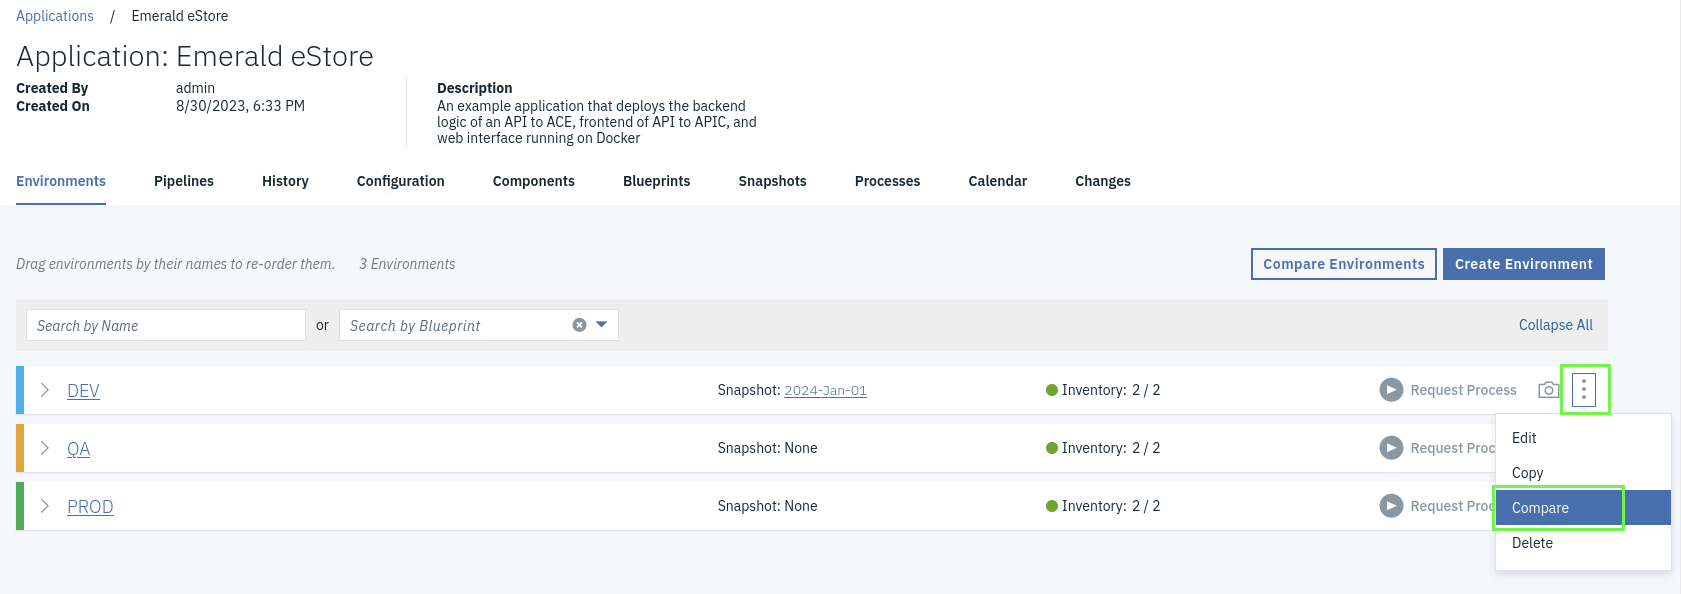 Applications / Emerald eStore
Application: Emerald eStore
Created By admin
Created On 8/30/2023, 6:33 PM
Description
An example application that deploys the backend
logic of an API to ACE, frontend of API to APIC, and
web interface running on Docker
Environments Pipelines History Configuration Components Blueprints Snapshots Processes Calendar Changes
Drag environments by their names to re-order them. 3 Environments
Compare Environments Create Environment
Search by Name or Search by Blueprint Collapse All
DEV Snapshot: 2024-Jan-01 Inventory: 2 / 2 Request Process
QA Snapshot: None Inventory: 2 / 2 Request Proc
PROD Snapshot: None Inventory: 2 / 2 Request Proc
Edit
Copy
Compare
Delete